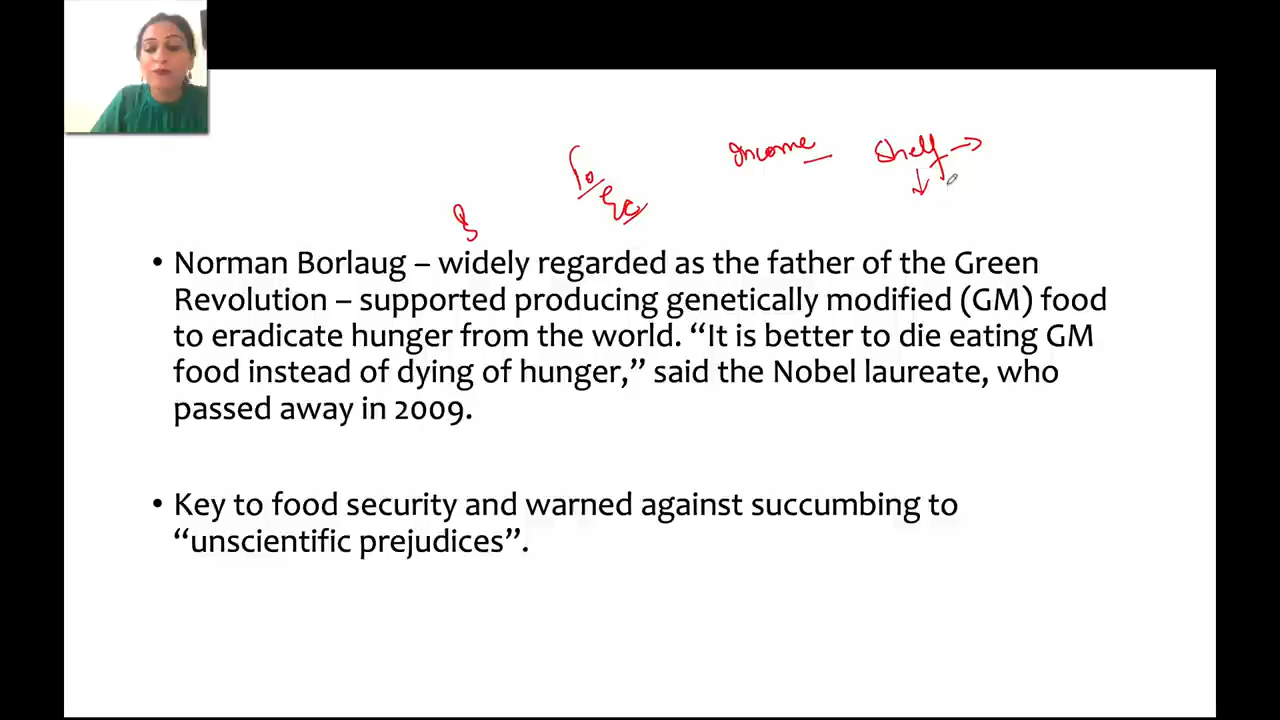 Income Shelf
• Norman Borlaug – widely regarded as the father of the Green
Revolution – supported producing genetically modified (GM) food
to eradicate hunger from the world. “It is better to die eating GM
food instead of dying of hunger,” said the Nobel laureate, who
passed away in 2009.
• Key to food security and warned against succumbing to
“unscientific prejudices”.